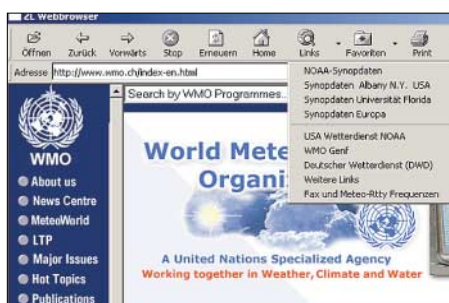 ZL Webbrowser
Öffnen Zurück Vorwärts Stop Erneuern Home Links Favoriten Print
Adresse http://www.wmo.ch/index-en.html
Search by WMO Programmes..
NOAA-Synopdaten
Synopdaten Albany N.Y. USA
Synopdaten Universität Florida
Synopdaten Europa
USA Wetterdienst NOAA
WMO Genf
Deutscher Wetterdienst (DWD)
Weitere Links
Fax und Meteo-Rtty Frequenzen
WMO
About us
News Centre
MeteoWorld
LTP
Major Issues
Hot Topics
Publications
World Mete
Organi
A United Nations Specialized Agency
Working together in Weather, Climate and Water